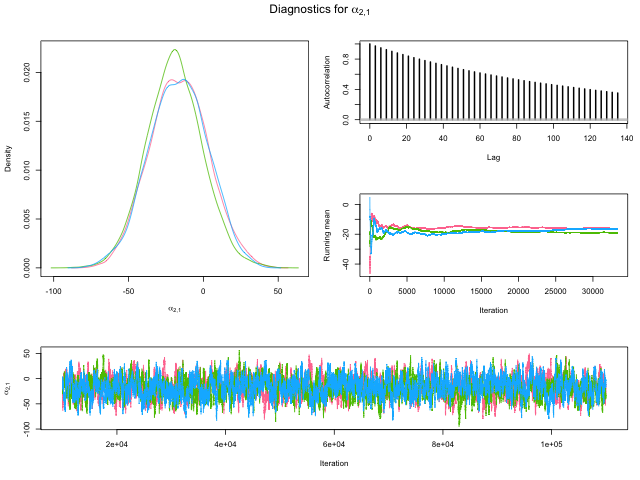 Diagnostics for α2,1
Density
0.000
0.005
0.010
0.015
0.020
-100
-50
0
50
α2,1
Autocorrelation
0.0
0.4
0.8
0
20
40
60
80
100
120
140
Lag
Running mean
-40
-20
0
0
5000
10000
15000
20000
25000
30000
Iteration
α2,1
-100
-50
0
50
2e+04
4e+04
6e+04
8e+04
1e+05
Iteration